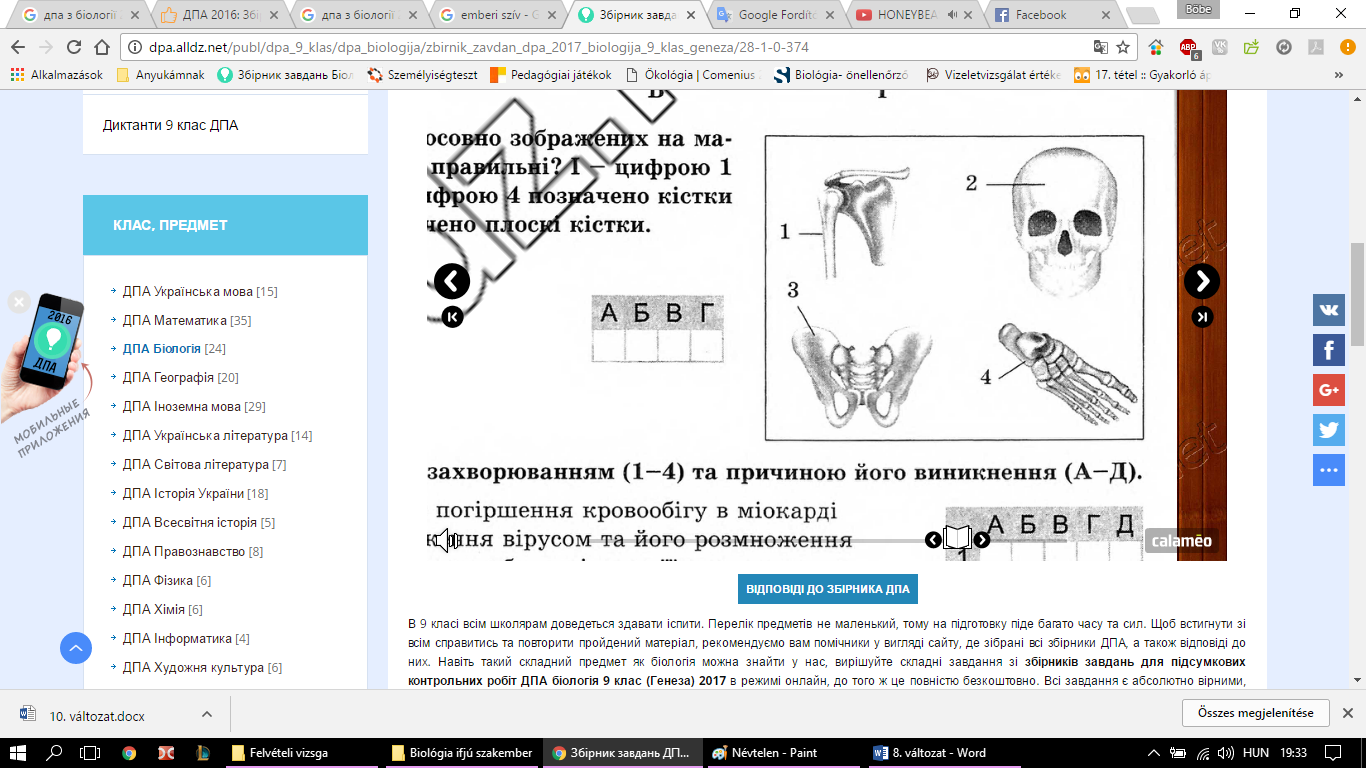 дпа з біології
ДПА 2016: Збі
дпа з біології
emberi szív - G
Збірник завда
Google Fordító
HONEYBEA
Facebook
Böbe
dpa.alldz.net/publ/dpa_9_klas/dpa_biologija/zbirnik_zavdan_dpa_2017_biologija_9_klas_geneza/28-1-0-374
ABP
6
VK
Alkalmazások
Anyukámnak
Збірник завдань Біол
Személyiségteszt
Pedagógiai játékok
Ökológia | Comenius
Biológia- önellenőrző
Vizeletvizsgálat értéke
17. tétel :: Gyakorló áp
»
Диктанти 9 клас ДПА
КЛАС, ПРЕДМЕТ
ДПА Українська мова [15]
ДПА Математика [35]
ДПА Біологія [24]
ДПА Географія [20]
ДПА Іноземна мова [29]
ДПА Українська література [14]
ДПА Світова література [7]
ДПА Історія України [18]
ДПА Всесвітня історія [5]
ДПА Правознавство [8]
ДПА Фізика [6]
ДПА Хімія [6]
ДПА Інформатика [4]
ДПА Художня культура [6]
2016
ДПА
МОБИЛЬНЫЕ
ПРИЛОЖЕНИЯ
осовно зображених на ма-
правильні? І – цифрою 1
ифрою 4 позначено кістки
чено плоскі кістки.
А Б В Г
1
2
3
4
захворюванням (1–4) та причиною його виникнення (А–Д).
погіршення кровообігу в міокарді
ння вірусом та його розмноження
А Б В Г Д
1
calaméo
ВІДПОВІДІ ДО ЗБІРНИКА ДПА
В 9 класі всім школярам доведеться здавати іспити. Перелік предметів не маленький, тому на підготовку піде багато часу та сил. Щоб встигнути зі
всім справитись та повторити пройдений матеріал, рекомендуємо вам помічники у вигляді сайту, де зібрані всі збірники ДПА, а також відповіді до
них. Навіть такий складний предмет як біологія можна знайти у нас, вирішуйте складні завдання зі збірників завдань для підсумкових
контрольних робіт ДПА біологія 9 клас (Генеза) 2017 в режимі онлайн, до того ж це повністю безкоштовно. Всі завдання є абсолютно вірними,
10. változat.docx
Összes megjelenítése
Felvételi vizsga
Biológia ifjú szakember
Збірник завдань ДП...
Névtelen - Paint
8. változat - Word
HUN
19:33